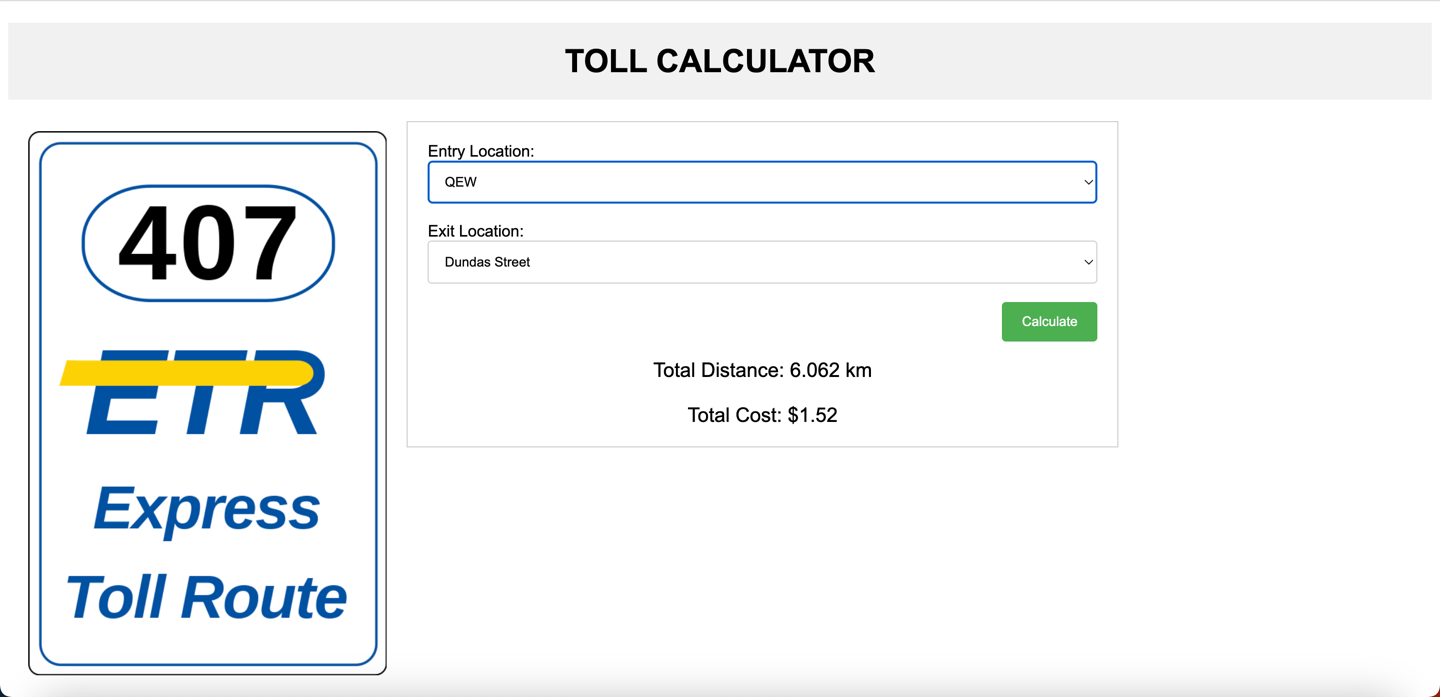 TOLL CALCULATOR
407
ETR
Express
Toll Route
Entry Location:
QEW
Exit Location:
Dundas Street
Calculate
Total Distance: 6.062 km
Total Cost: $1.52